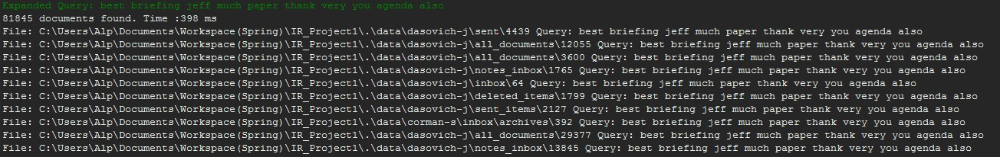 Expanded Query: best briefing jeff much paper thank very you agenda also
81845 documents found. Time :398 ms
File: C:\Users\Alp\Documents\Workspace(Spring)\IR_Project1\.\data\dasovich-j\sent\4439 Query: best briefing jeff much paper thank very you agenda also
File: C:\Users\Alp\Documents\Workspace(Spring)\IR_Project1\.\data\dasovich-j\all_documents\12055 Query: best briefing jeff much paper thank very you agenda also
File: C:\Users\Alp\Documents\Workspace(Spring)\IR_Project1\.\data\dasovich-j\all_documents\3600 Query: best briefing jeff much paper thank very you agenda also
File: C:\Users\Alp\Documents\Workspace(Spring)\IR_Project1\.\data\dasovich-j\notes_inbox\1765 Query: best briefing jeff much paper thank very you agenda also
File: C:\Users\Alp\Documents\Workspace(Spring)\IR_Project1\.\data\dasovich-j\inbox\64 Query: best briefing jeff much paper thank very you agenda also
File: C:\Users\Alp\Documents\Workspace(Spring)\IR_Project1\.\data\dasovich-j\deleted_items\1799 Query: best briefing jeff much paper thank very you agenda also
File: C:\Users\Alp\Documents\Workspace(Spring)\IR_Project1\.\data\dasovich-j\sent_items\2127 Query: best briefing jeff much paper thank very you agenda also
File: C:\Users\Alp\Documents\Workspace(Spring)\IR_Project1\.\data\corman-s\inbox\archives\392 Query: best briefing jeff much paper thank very you agenda also
File: C:\Users\Alp\Documents\Workspace(Spring)\IR_Project1\.\data\dasovich-j\all_documents\29377 Query: best briefing jeff much paper thank very you agenda also
File: C:\Users\Alp\Documents\Workspace(Spring)\IR_Project1\.\data\dasovich-j\notes_inbox\13845 Query: best briefing jeff much paper thank very you agenda also